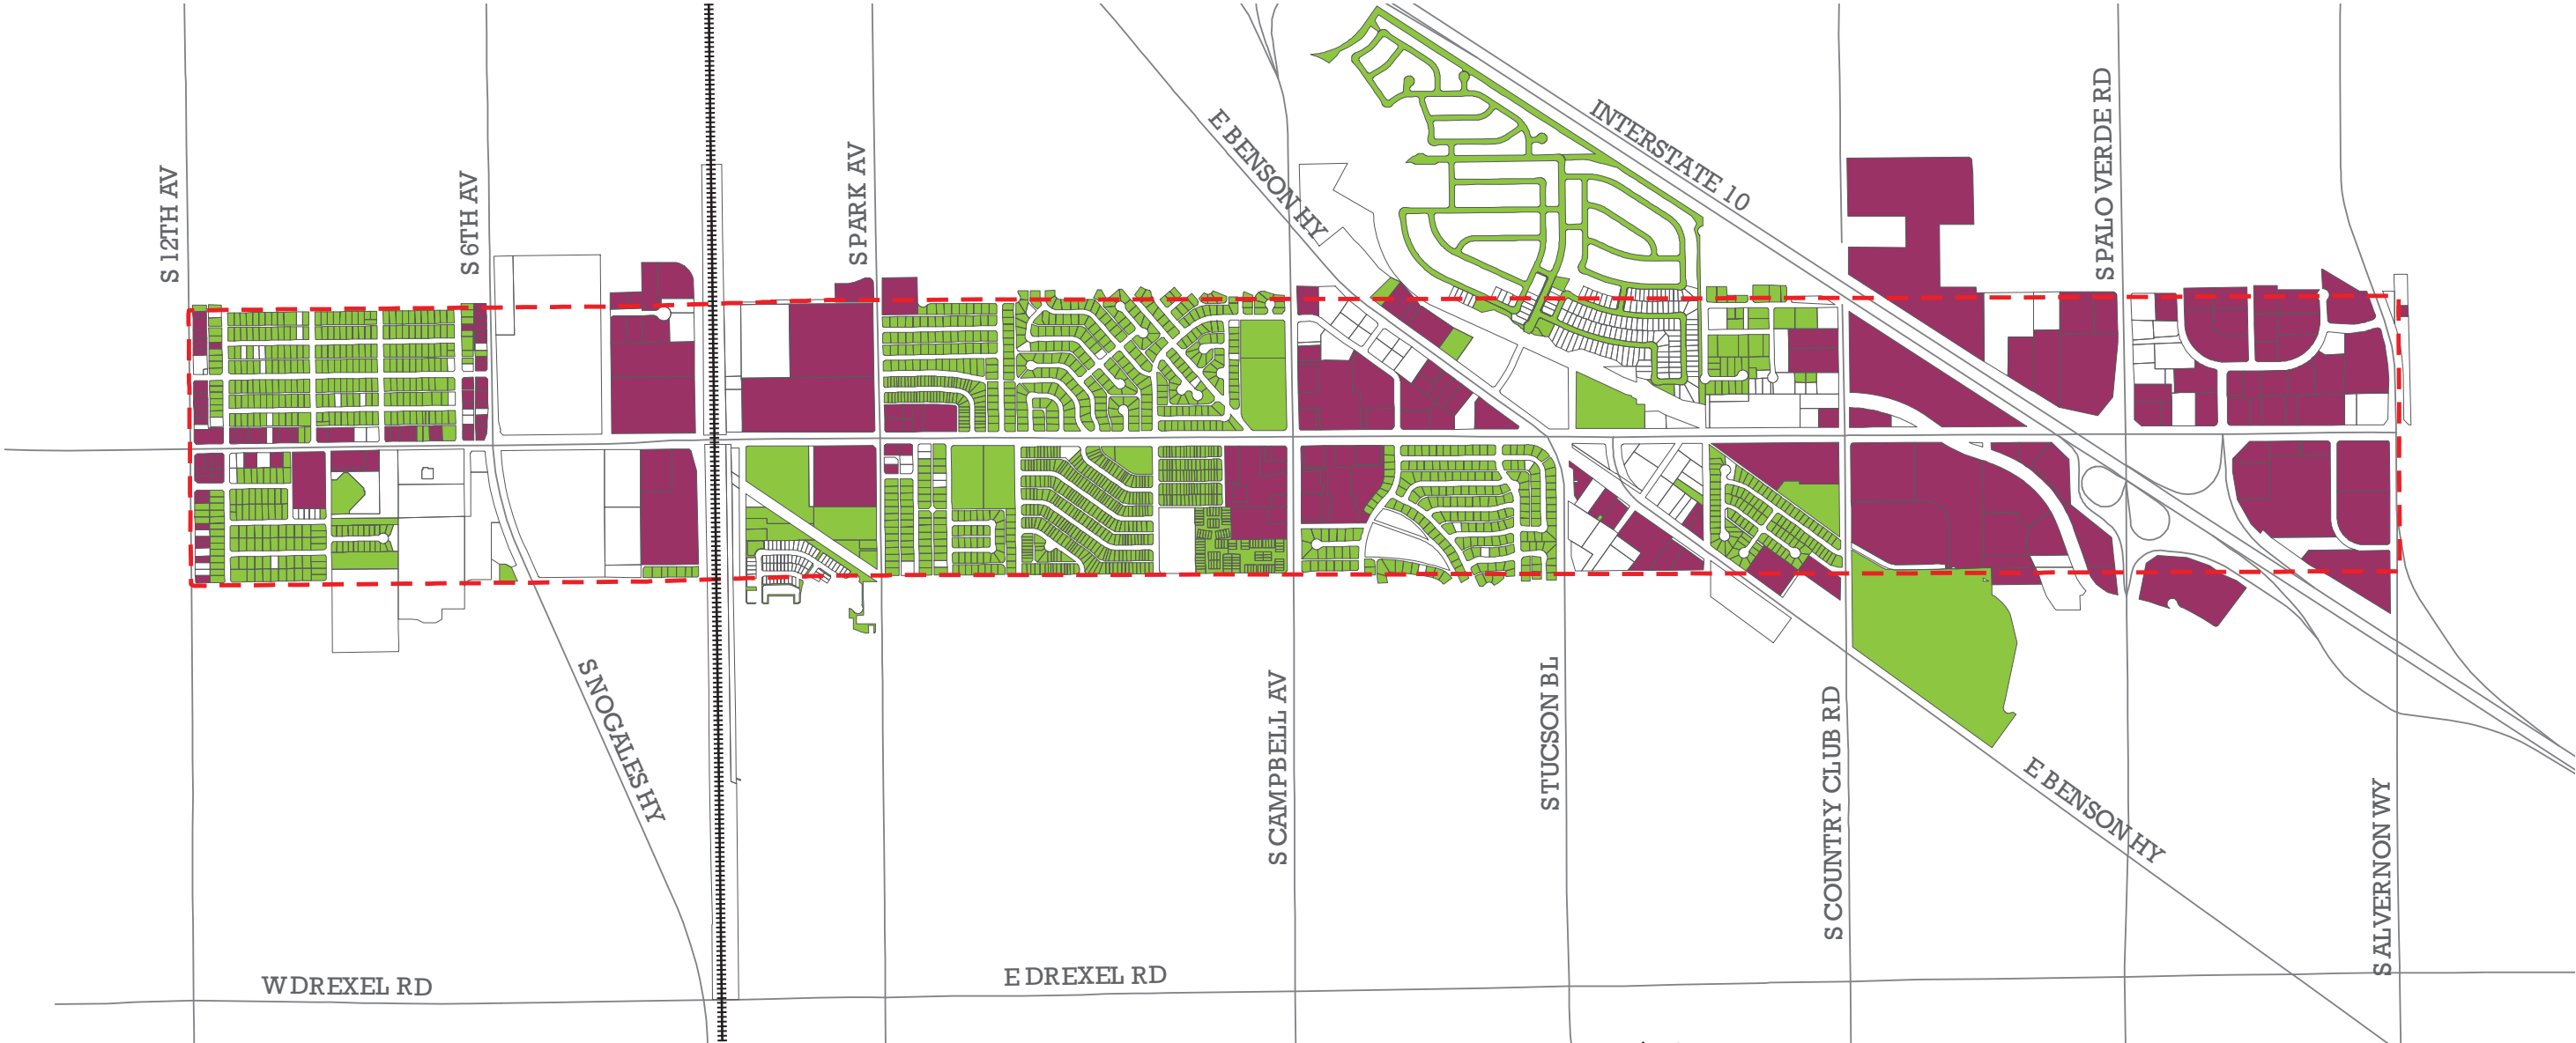 S 12TH AV
S 6TH AV
S PARK AV
E BENSON HY
INTERSTATE 10
S PALO VERDE RD
S NOGALES HY
S CAMPBELL AV
S TUCSON BL
S COUNTRY CLUB RD
E BENSON HY
S ALVERNON WY
W DREXEL RD
E DREXEL RD